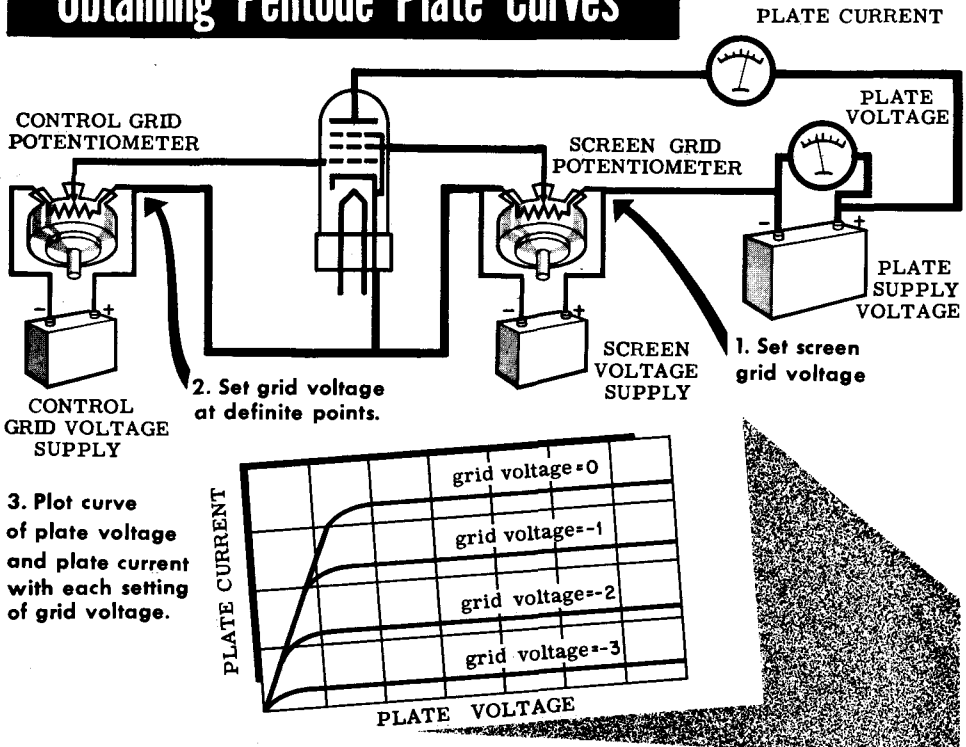 Obtaining Pentode Plate Curves
PLATE CURRENT
PLATE
VOLTAGE
CONTROL GRID
POTENTIOMETER
SCREEN GRID
POTENTIOMETER
- +
- +
- +
PLATE
SUPPLY
VOLTAGE
1. Set screen
grid voltage
SCREEN
VOLTAGE
SUPPLY
2. Set grid voltage
at definite points.
CONTROL
GRID VOLTAGE
SUPPLY
3. Plot curve
of plate voltage
and plate current
with each setting
of grid voltage.
PLATE CURRENT
grid voltage=0
grid voltage=-1
grid voltage=-2
grid voltage=-3
PLATE VOLTAGE